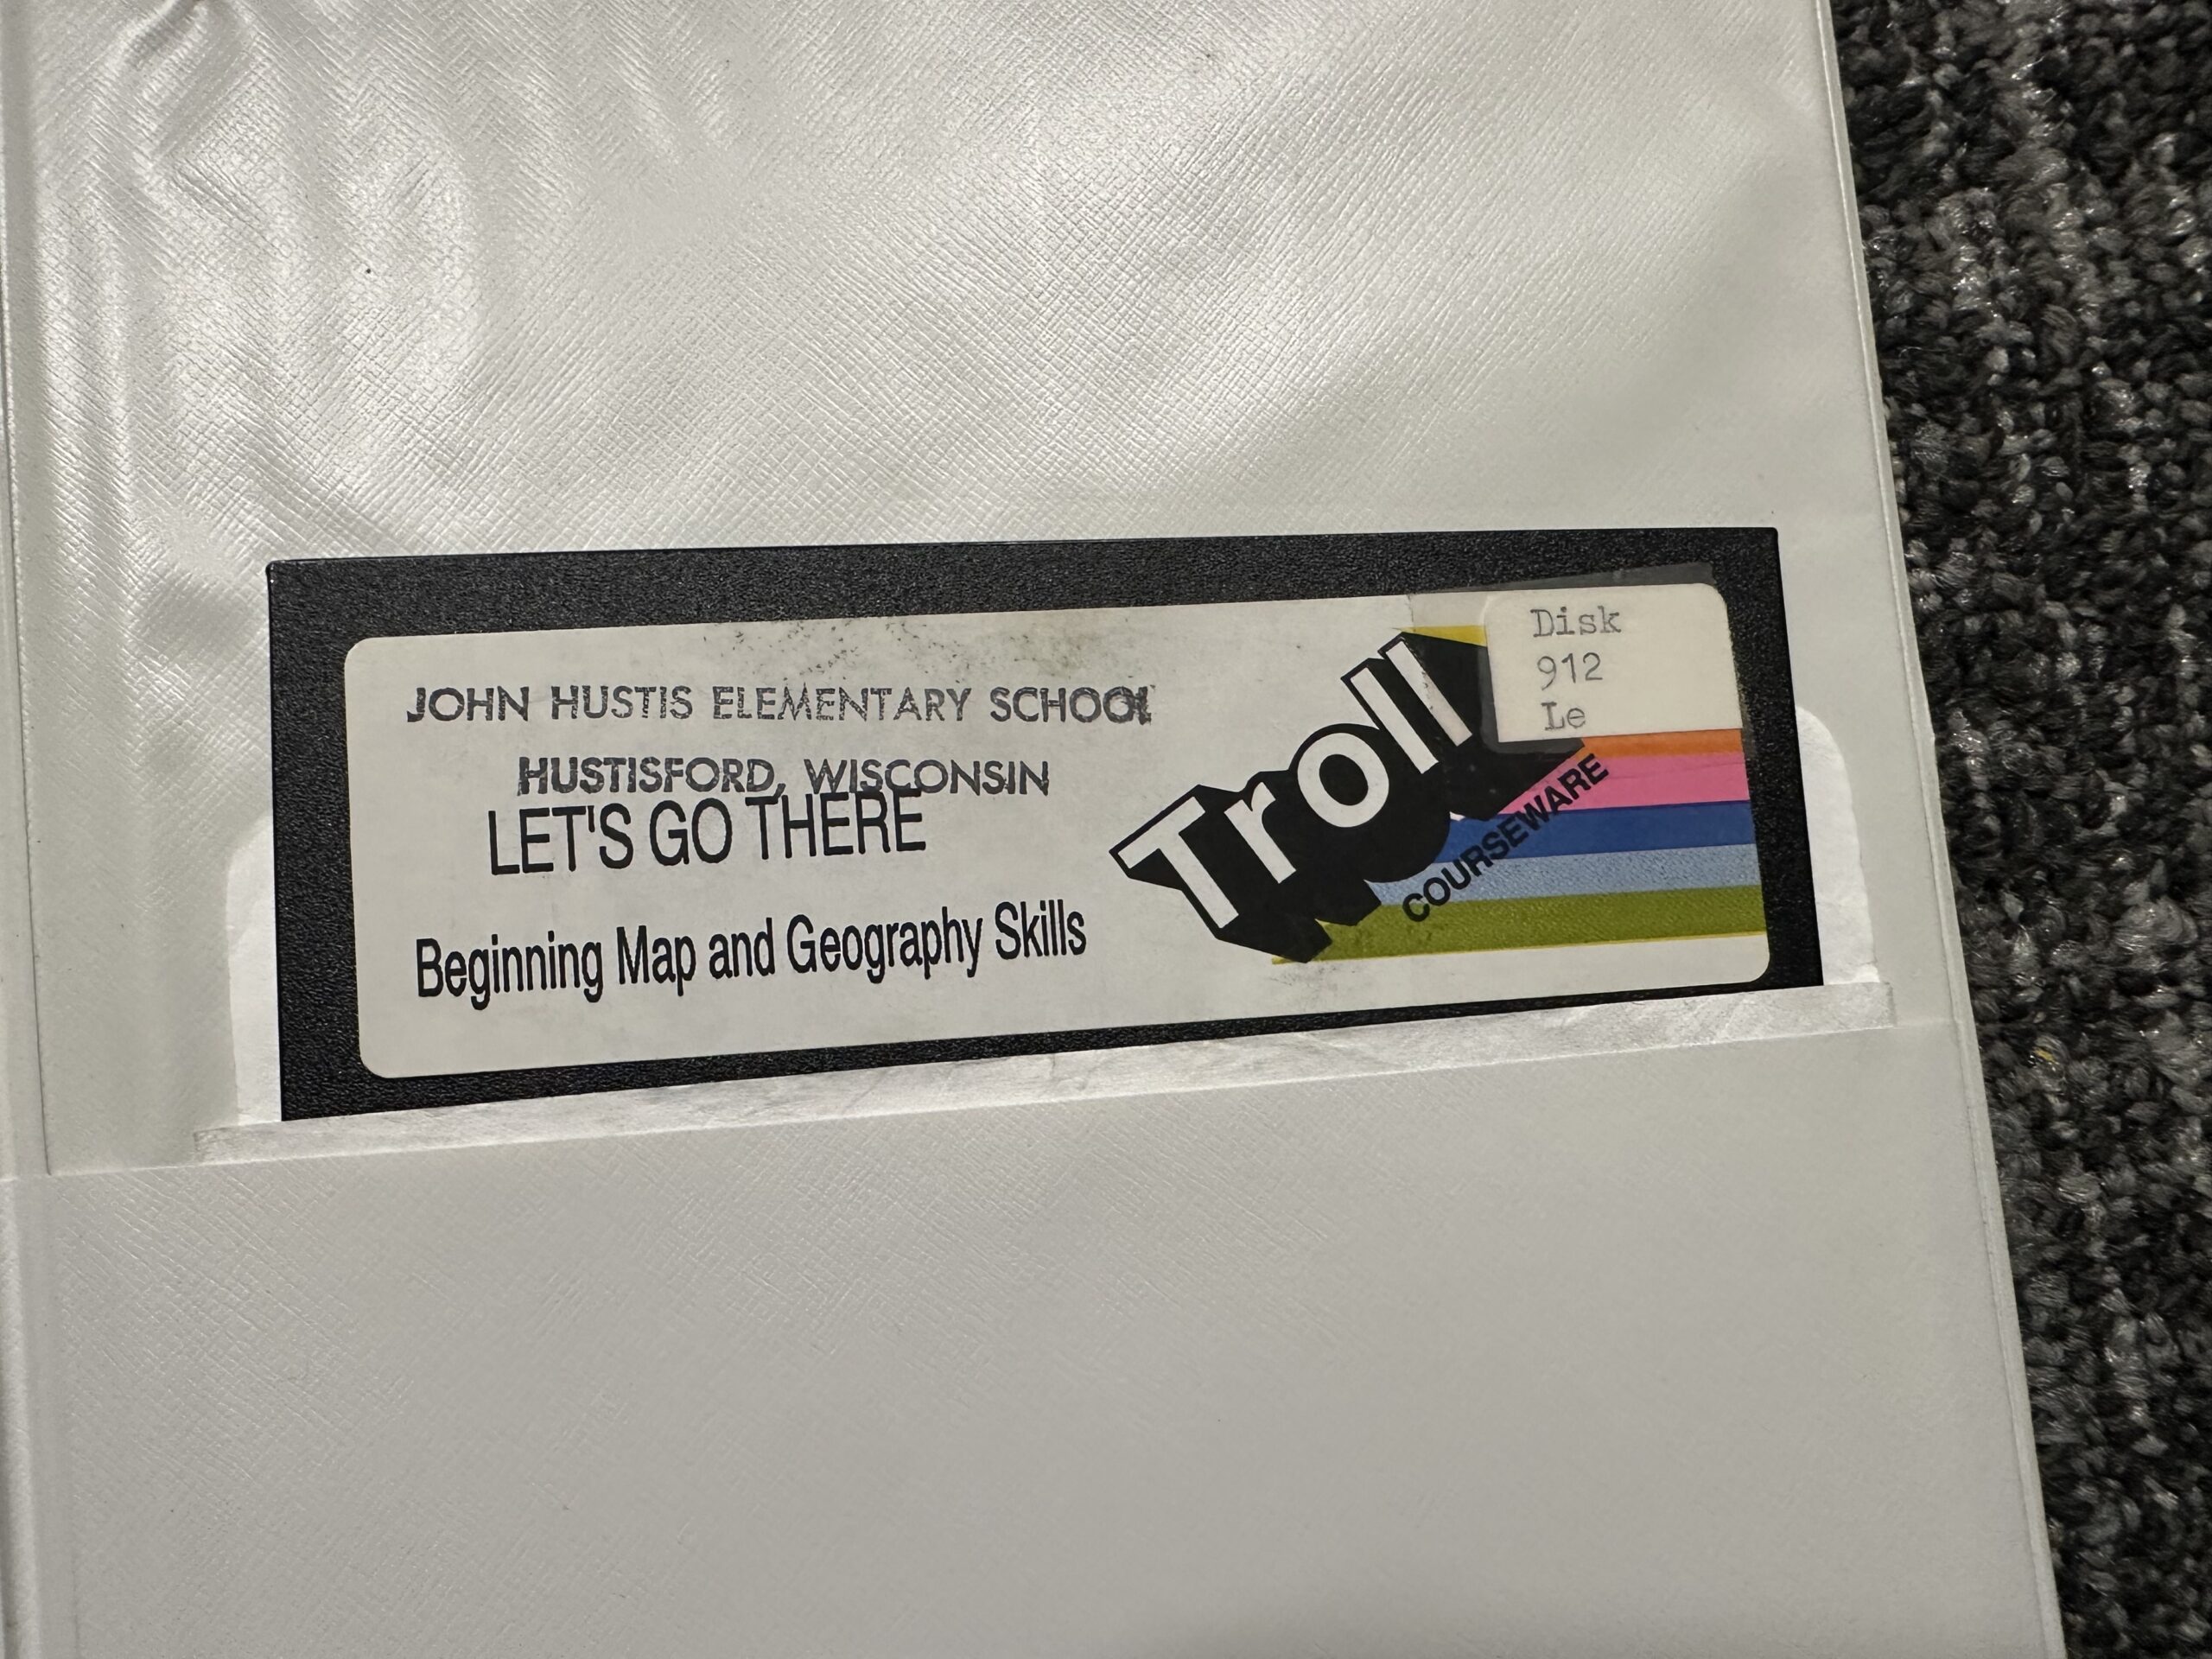 JOHN HUSTIS ELEMENTARY SCHOOL
HUSTISFORD, WISCONSIN
LET'S GO THERE
Beginning Map and Geography Skills
Troll
COURSEWARE
Disk
912
Le